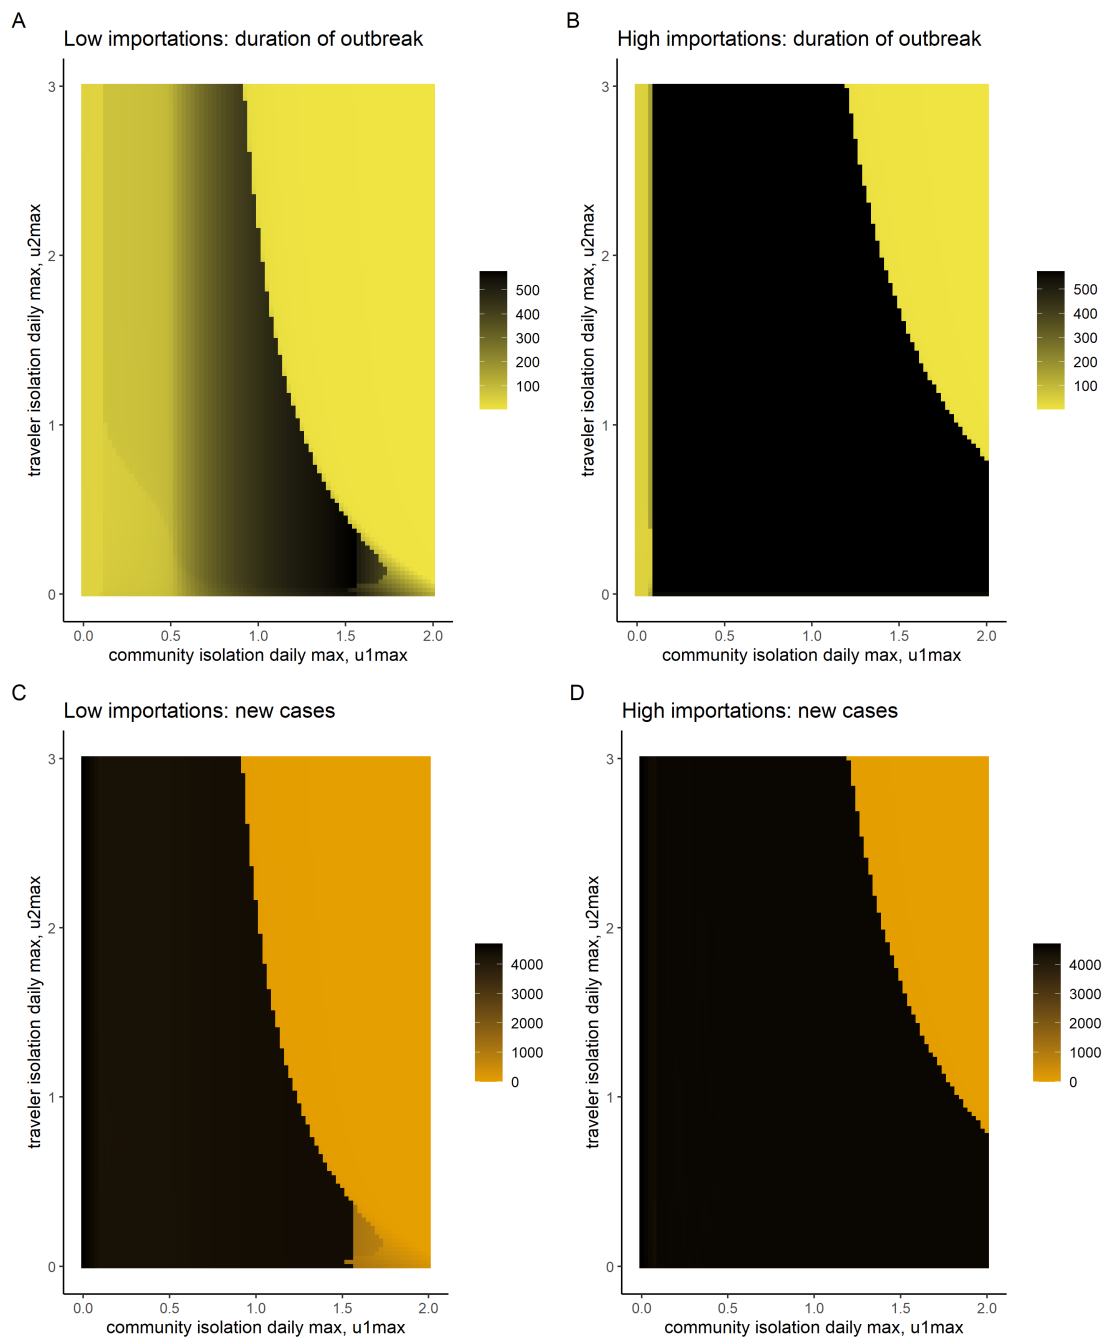 A
Low importations: duration of outbreak
traveler isolation daily max, u2max
3
2
1
0
0.0 0.5 1.0 1.5 2.0
community isolation daily max, u1max
500
400
300
200
100
B
High importations: duration of outbreak
traveler isolation daily max, u2max
3
2
1
0
0.0 0.5 1.0 1.5 2.0
community isolation daily max, u1max
500
400
300
200
100
C
Low importations: new cases
traveler isolation daily max, u2max
3
2
1
0
0.0 0.5 1.0 1.5 2.0
community isolation daily max, u1max
4000
3000
2000
1000
0
D
High importations: new cases
traveler isolation daily max, u2max
3
2
1
0
0.0 0.5 1.0 1.5 2.0
community isolation daily max, u1max
4000
3000
2000
1000
0